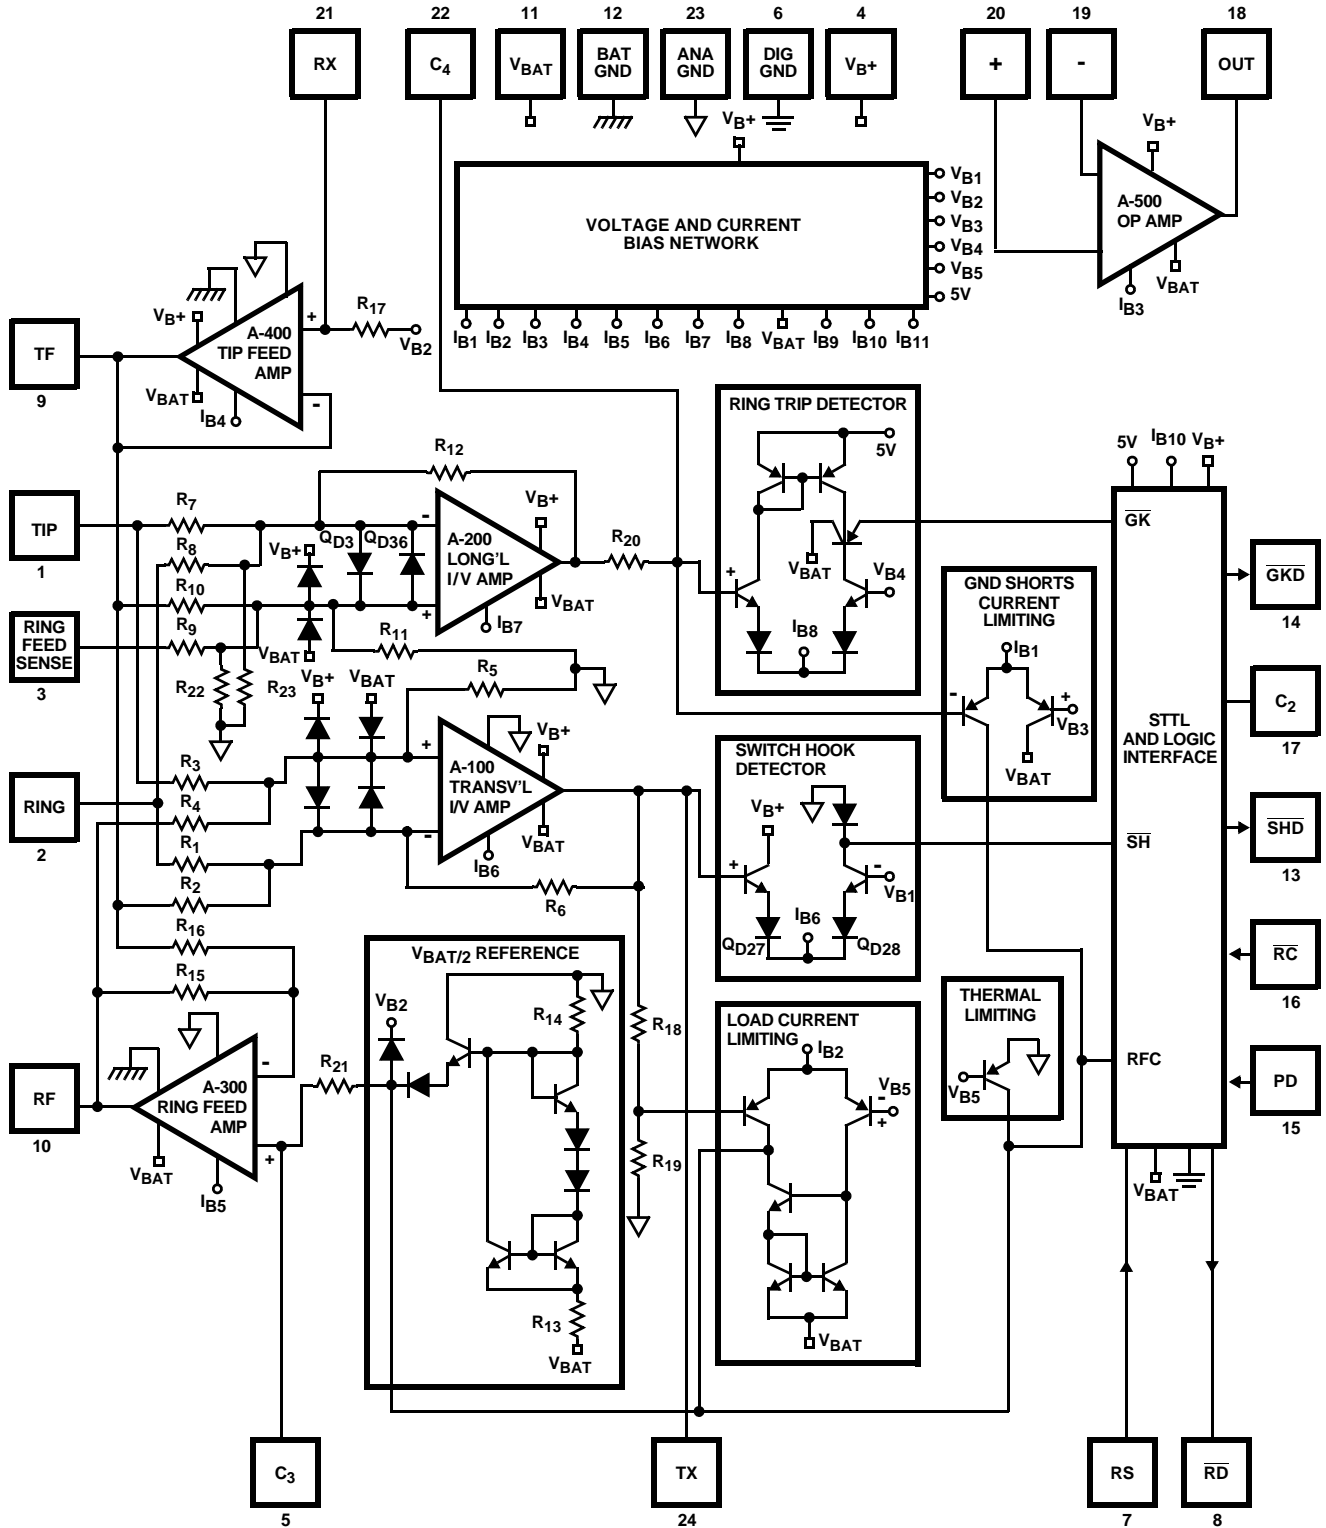 21
22
11
12
23
6
4
20
19
18
RX
C4
VBAT
BAT
GND
ANA
GND
DIG
GND
VB+
+
-
OUT
VB+
VB+
VOLTAGE AND CURRENT
BIAS NETWORK
VB1
VB2
VB3
VB4
VB5
5V
A-500
OP AMP
VBAT
IB3
IB1
IB2
IB3
IB4
IB5
IB6
IB7
IB8
VBAT
IB9
IB10
IB11
R17
+
VB2
VB+
A-400
TIP FEED
AMP
VBAT
IB4
-
TF
9
RING TRIP DETECTOR
5V
VBAT
VB4
+
IB8
R12
R7
R8
R10
R9
VB+
QD3
QD36
-
A-200
LONG'L
I/V AMP
+
VB+
VBAT
IB7
R20
TIP
1
RING
FEED
SENSE
3
VBAT
R11
R22
R23
R5
VB+
VBAT
5V
IB10
VB+
GK
GKD
14
GND SHORTS
CURRENT
LIMITING
IB1
-
+
VB3
VBAT
STTL
AND LOGIC
INTERFACE
C2
17
R3
R4
R1
R2
RING
2
+
A-100
TRANSV'L
I/V AMP
-
VB+
VBAT
IB6
R6
SWITCH HOOK
DETECTOR
VB+
+
-
VB1
IB6
QD27
QD28
SH
SHD
13
R16
R15
RC
16
VBAT/2 REFERENCE
VB2
R14
R21
R18
LOAD CURRENT
LIMITING
IB2
VB5
-
+
THERMAL
LIMITING
VB5
RFC
PD
15
-
A-300
RING FEED
AMP
+
VBAT
IB5
RF
10
R19
R13
VBAT
VBAT
VBAT
C3
5
TX
24
RS
7
RD
8